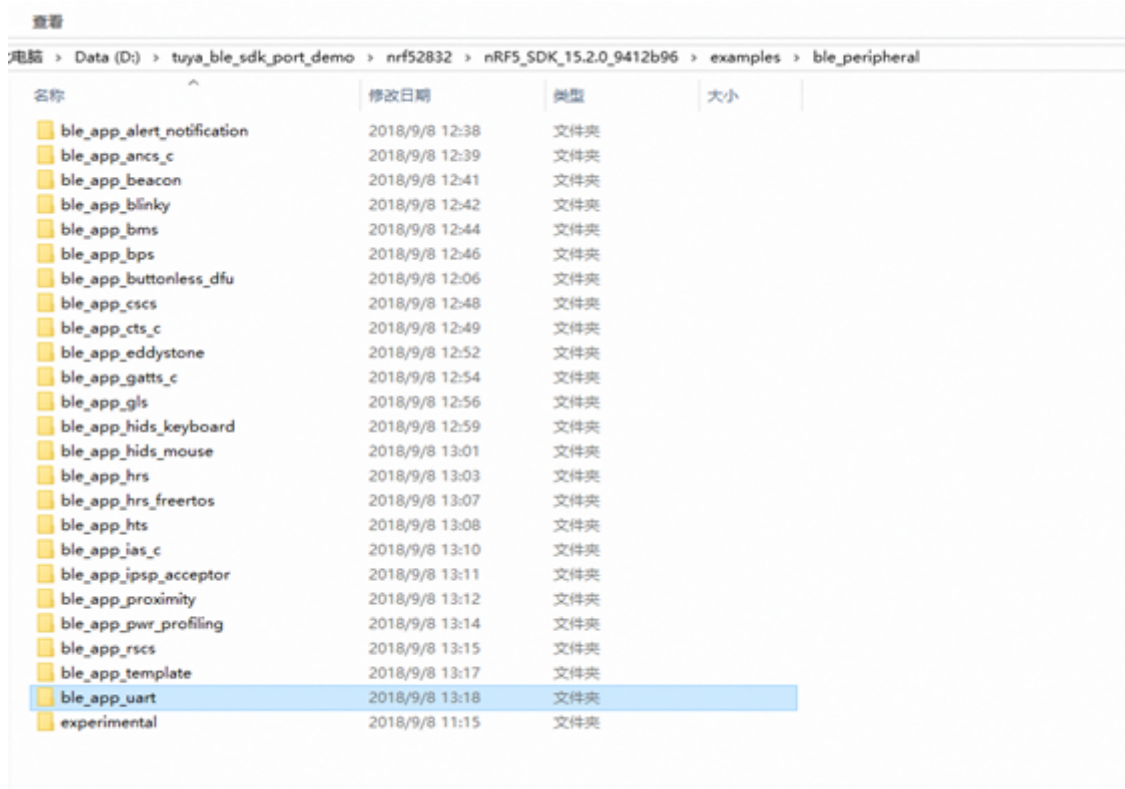 查看
电脑 › Data (D:) › tuya_ble_sdk_port_demo › nrf52832 › nRF5_SDK_15.2.0_9412b96 › examples › ble_peripheral
名称 修改日期 类型 大小
ble_app_alert_notification 2018/9/8 12:38 文件夹
ble_app_ancs_c 2018/9/8 12:39 文件夹
ble_app_beacon 2018/9/8 12:41 文件夹
ble_app_blinky 2018/9/8 12:42 文件夹
ble_app_bms 2018/9/8 12:44 文件夹
ble_app_bps 2018/9/8 12:46 文件夹
ble_app_buttonless_dfu 2018/9/8 12:06 文件夹
ble_app_cscs 2018/9/8 12:48 文件夹
ble_app_cts_c 2018/9/8 12:49 文件夹
ble_app_eddystone 2018/9/8 12:52 文件夹
ble_app_gatts_c 2018/9/8 12:54 文件夹
ble_app_gls 2018/9/8 12:56 文件夹
ble_app_hids_keyboard 2018/9/8 12:59 文件夹
ble_app_hids_mouse 2018/9/8 13:01 文件夹
ble_app_hrs 2018/9/8 13:03 文件夹
ble_app_hrs_freertos 2018/9/8 13:07 文件夹
ble_app_hts 2018/9/8 13:08 文件夹
ble_app_ias_c 2018/9/8 13:10 文件夹
ble_app_ipsp_acceptor 2018/9/8 13:11 文件夹
ble_app_proximity 2018/9/8 13:12 文件夹
ble_app_pwr_profiling 2018/9/8 13:14 文件夹
ble_app_rscs 2018/9/8 13:15 文件夹
ble_app_template 2018/9/8 13:17 文件夹
ble_app_uart 2018/9/8 13:18 文件夹
experimental 2018/9/8 11:15 文件夹